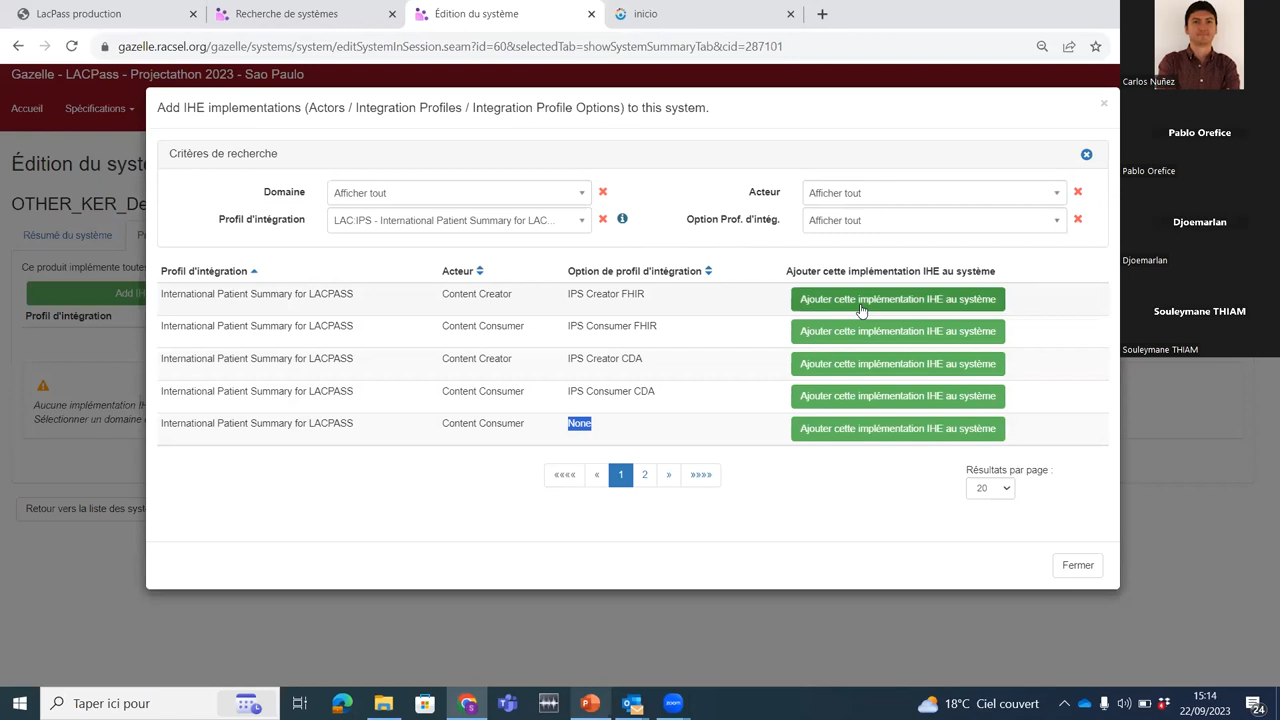 LacPass production
Recherche de systèmes
Édition du système
inicio
gazelle.racsel.org/gazelle/systems/system/editSystemInSession.seam?id=60&selectedTab=showSystemSummaryTab&cid=287101
Gazelle - LACPass - Projectathon 2023 - Sao Paulo
Accueil
Spécifications
Édition du systè
OTHER_KER_De
Résumé du système
Ce produit implémente toutes
Add IH
Profil d'intégration
Aucune implémentation IH
Sélectionner un domaine d
Retour vers la liste des syst
Add IHE implementations (Actors / Integration Profiles / Integration Profile Options) to this system.
×
Critères de recherche
Domaine
Afficher tout
Acteur
Afficher tout
Profil d'intégration
LAC.IPS - International Patient Summary for LAC...
Option Prof. d'intég.
Afficher tout
Profil d'intégration Acteur Option de profil d'intégration Ajouter cette implémentation IHE au système
International Patient Summary for LACPASS Content Creator IPS Creator FHIR Ajouter cette implémentation IHE au système
International Patient Summary for LACPASS Content Consumer IPS Consumer FHIR Ajouter cette implémentation IHE au système
International Patient Summary for LACPASS Content Creator IPS Creator CDA Ajouter cette implémentation IHE au système
International Patient Summary for LACPASS Content Consumer IPS Consumer CDA Ajouter cette implémentation IHE au système
International Patient Summary for LACPASS Content Consumer None Ajouter cette implémentation IHE au système
«««« « 1 2 » »»»»
Résultats par page :
20
Fermer
Carlos Nuñez
Pablo Orefice
Pablo Orefice
Djoemarlan
Djoemarlan
Souleymane THIAM
Souleymane THIAM
Taper ici pour
18°C Ciel couvert
15:14
22/09/2023
24